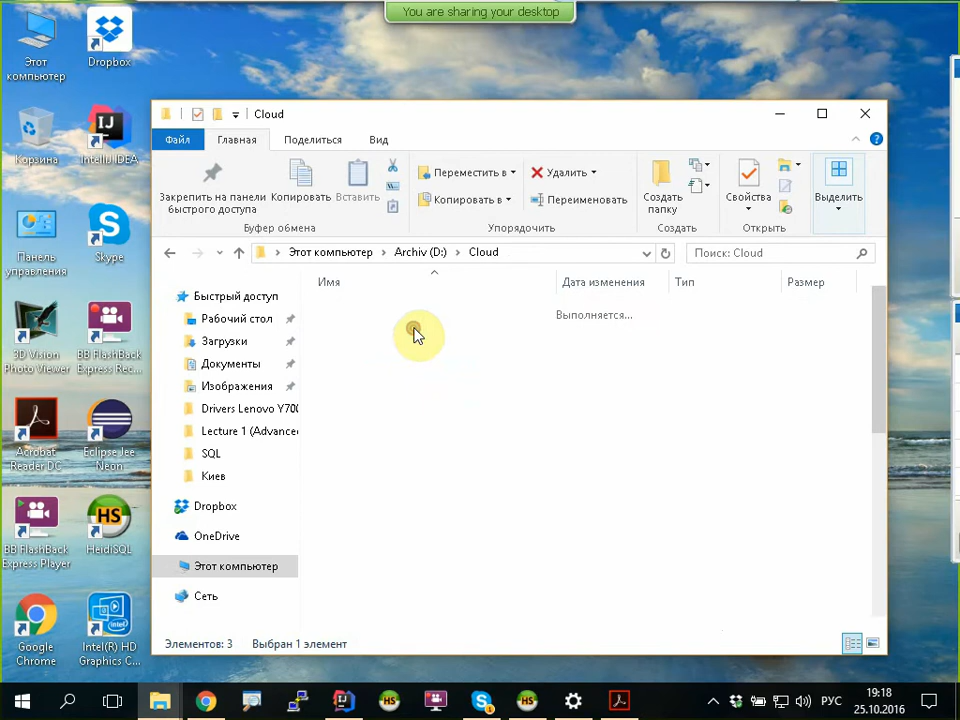 You are sharing your desktop
Этот
компьютер
Dropbox
Корзина
IntelliJ IDEA
Панель
управления
Skype
3D Vision
Photo Viewer
BB FlashBack
Express Rec...
Acrobat
Reader DC
Eclipse Jee
Neon
BB FlashBack
Express Player
HeidiSQL
Google
Chrome
Intel(R) HD
Graphics C...
Cloud
Файл
Главная
Поделиться
Вид
Закрепить на панели
быстрого доступа
Копировать
Вставить
Буфер обмена
Переместить в
Копировать в
Удалить
Переименовать
Упорядочить
Создать
папку
Создать
Свойства
Открыть
Выделить
Этот компьютер
Archiv (D:)
Cloud
Поиск: Cloud
Имя
Дата изменения
Тип
Размер
Выполняется...
Быстрый доступ
Рабочий стол
Загрузки
Документы
Изображения
Drivers Lenovo Y700
Lecture 1 (Advanced
SQL
Киев
Dropbox
OneDrive
Этот компьютер
Сеть
Элементов: 3
Выбран 1 элемент
HS
IJ
РУС
19:18
25.10.2016